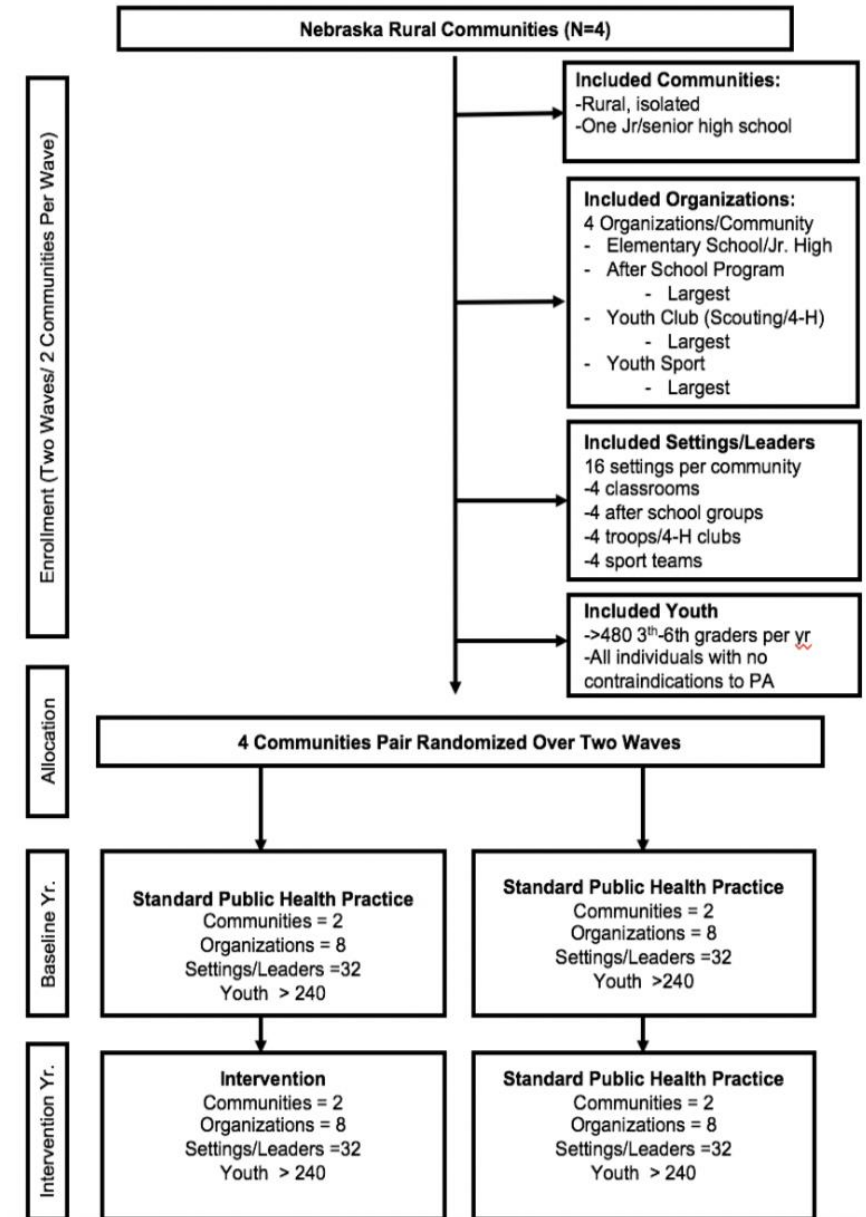 Nebraska Rural Communities (N=4)
Enrollment (Two Waves/ 2 Communities Per Wave)
Included Communities:
-Rural, isolated
-One Jr/senior high school
Included Organizations:
4 Organizations/Community
- Elementary School/Jr. High
- After School Program
- Largest
- Youth Club (Scouting/4-H)
- Largest
- Youth Sport
- Largest
Included Settings/Leaders
16 settings per community
-4 classrooms
-4 after school groups
-4 troops/4-H clubs
-4 sport teams
Included Youth
->480 3th-6th graders per yr
-All individuals with no
contraindications to PA
Allocation
4 Communities Pair Randomized Over Two Waves
Baseline Yr.
Standard Public Health Practice
Communities = 2
Organizations = 8
Settings/Leaders =32
Youth > 240
Standard Public Health Practice
Communities = 2
Organizations = 8
Settings/Leaders =32
Youth >240
Intervention Yr.
Intervention
Communities = 2
Organizations = 8
Settings/Leaders =32
Youth > 240
Standard Public Health Practice
Communities = 2
Organizations = 8
Settings/Leaders =32
Youth > 240